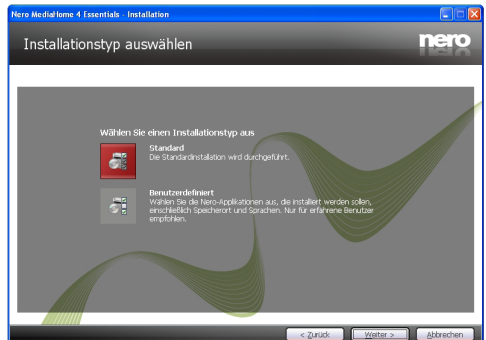 Nero MediaHome 4 Essentials - Installation
Installationstyp auswählen
nero
Wählen Sie einen Installationstyp aus
Standard
Die Standardinstallation wird durchgeführt.
Benutzerdefiniert
Wählen Sie die Nero-Applikationen aus, die installiert werden sollen,
einschließlich Speicherort und Sprachen. Nur für erfahrene Benutzer
empfohlen.
< Zurück Weiter > Abbrechen